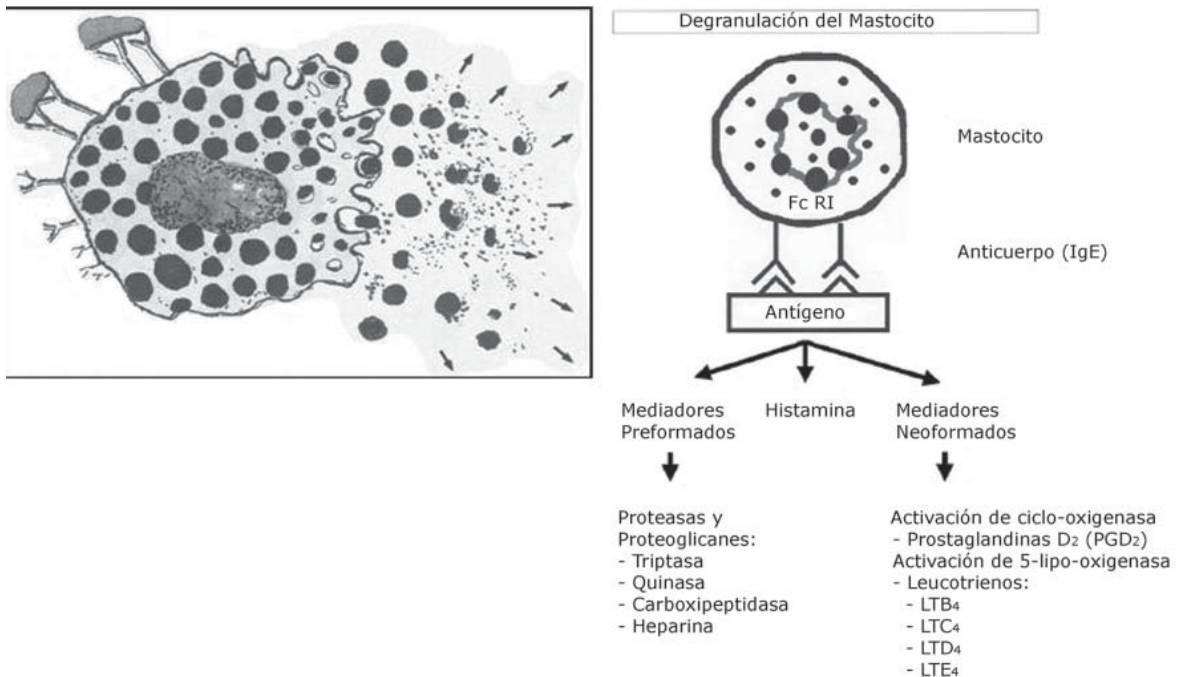 Degranulación del Mastocito
Mastocito
Fc RI
Anticuerpo (IgE)
Antígeno
Mediadores
Preformados
Histamina
Mediadores
Neoformados
Proteasas y
Proteoglicanes:
- Triptasa
- Quinasa
- Carboxipeptidasa
- Heparina
Activación de ciclo-oxigenasa
- Prostaglandinas D₂ (PGD₂)
Activación de 5-lipo-oxigenasa
- Leucotrienos:
- LTB₄
- LTC₄
- LTD₄
- LTE₄